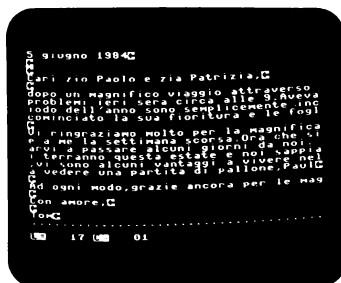 5 giugno 1984
Cari zio Paolo e zia Patrizia,
dopo un magnifico viaggio attraverso
problemi ieri sera circa alle 9.Aveva
iodo dell'anno sono semplicemente inc
cominciato la sua fioritura e le fogl
Vi ringraziamo molto per la magnifica
e a me la settimana scorsa.Ora che si
arvi a passare alcuni giorni da noi.
i terranno questa estate e noi sappia
,vi sono alcuni vantaggi a vivere nel
a vedere una partita di pallone,Paul
Ad ogni modo,grazie ancora per le mag
Con amore,
Tom
17 01